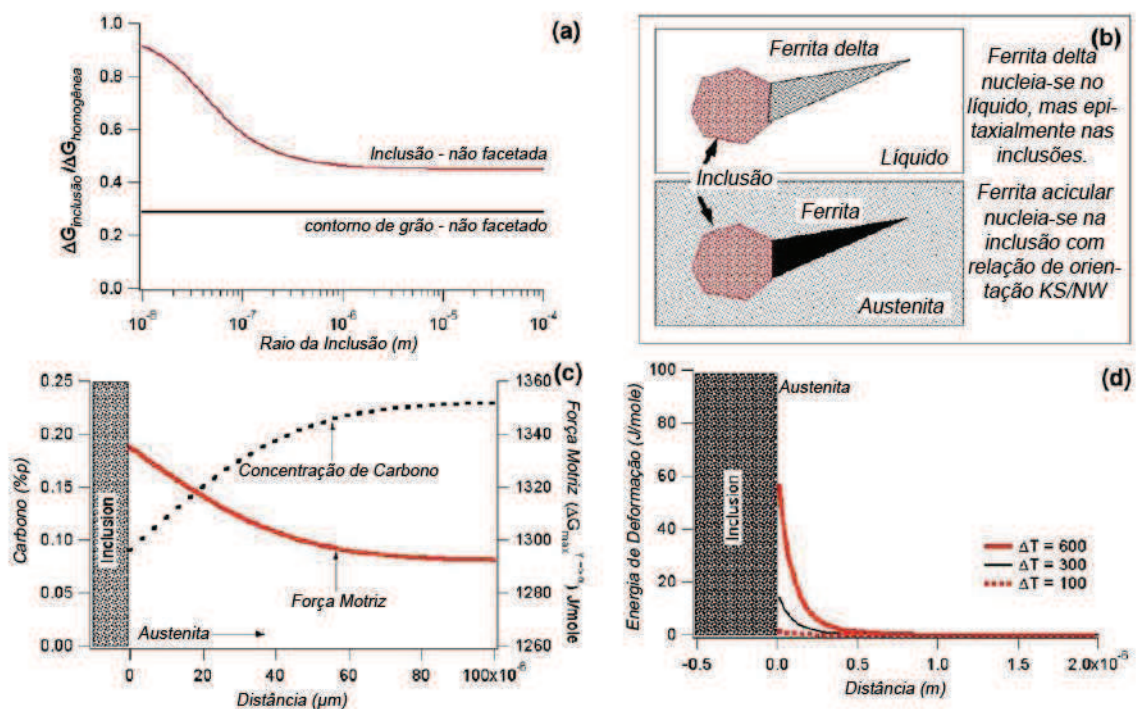 (a)
1.0
0.8
0.6
0.4
0.2
0.0
ΔG inclusão /ΔG homogênea
Inclusão - não facetada
contorno de grão - não facetado
10⁻⁸
10⁻⁷
10⁻⁶
10⁻⁵
10⁻⁴
Raio da Inclusão (m)
(b)
Ferrita delta
Líquido
Inclusão
Ferrita
Austenita
Ferrita delta
nucleia-se no
líquido, mas epi-
taxialmente nas
inclusões.
Ferrita acicular
nucleia-se na
inclusão com
relação de orien-
tação KS/NW
(c)
0.25
0.20
0.15
0.10
0.05
0.00
Carbono (%p)
Inclusion
Concentração de Carbono
Força Motriz
Austenita
1360
1340
1320
1300
1280
1260
Força Motriz (ΔG max) J/mole
0
20
40
60
80
100x10⁻⁶
Distância (µm)
(d)
100
80
60
40
20
0
Energia de Deformação (J/mole)
Austenita
Inclusion
ΔT = 600
ΔT = 300
ΔT = 100
-0.5
0.0
0.5
1.0
2.0x10
Distância (m)